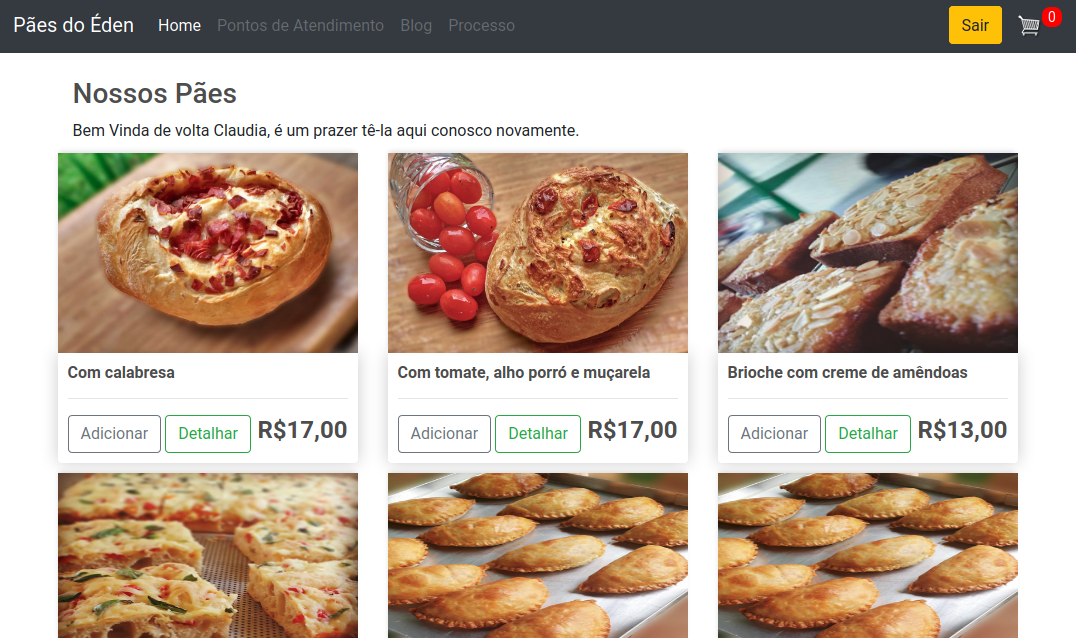 Pães do Éden Home Pontos de Atendimento Blog Processo Sair 0
Nossos Pães
Bem Vinda de volta Claudia, é um prazer tê-la aqui conosco novamente.
Com calabresa
Adicionar Detalhar R$17,00
Com tomate, alho porró e muçarela
Adicionar Detalhar R$17,00
Brioche com creme de amêndoas
Adicionar Detalhar R$13,00